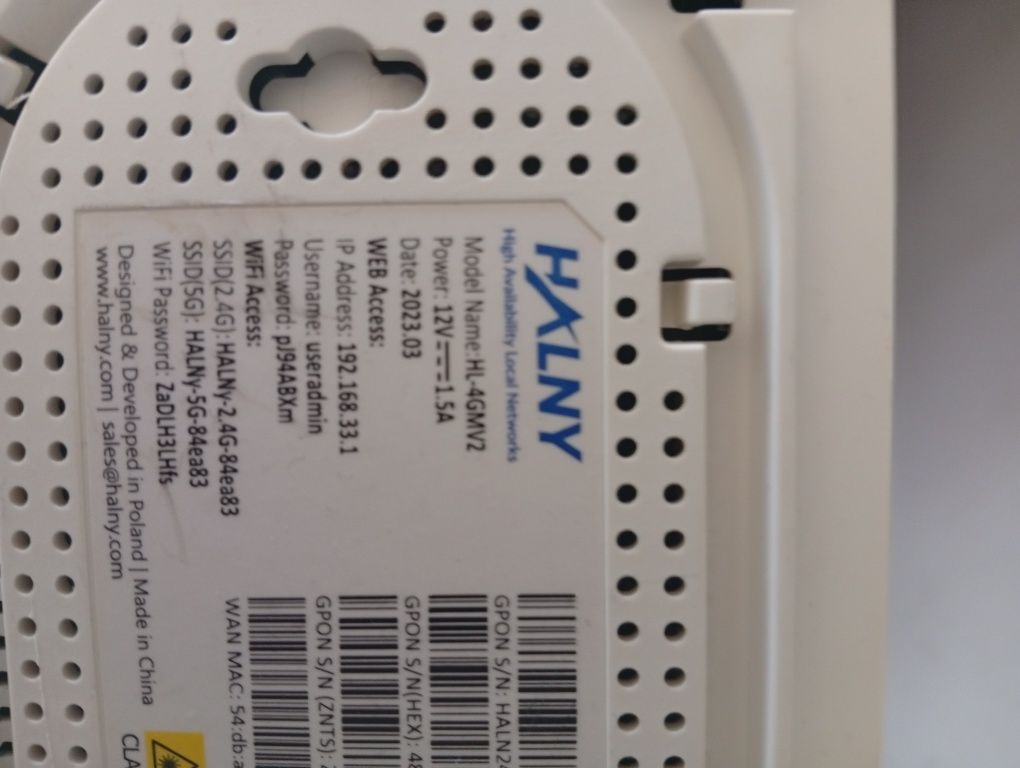 HALNY
High Availability Local Networks
Model Name:HL-4GMV2
Power: 12V⎓1.5A
Date: 2023.03
WEB Access:
IP Address: 192.168.33.1
Username: useradmin
Password: pJ94ABXm
WiFi Access:
SSID(2.4G): HALNy-2.4G-84ea83
SSID(5G): HALNy-5G-84ea83
WiFi Password: ZaDLH3LHfs
Designed & Developed in Poland | Made in China
www.halny.com | sales@halny.com
GPON S/N: HALN24
GPON S/N(HEX): 48
GPON S/N (ZNTS):
WAN MAC: 54:db:a
CLA